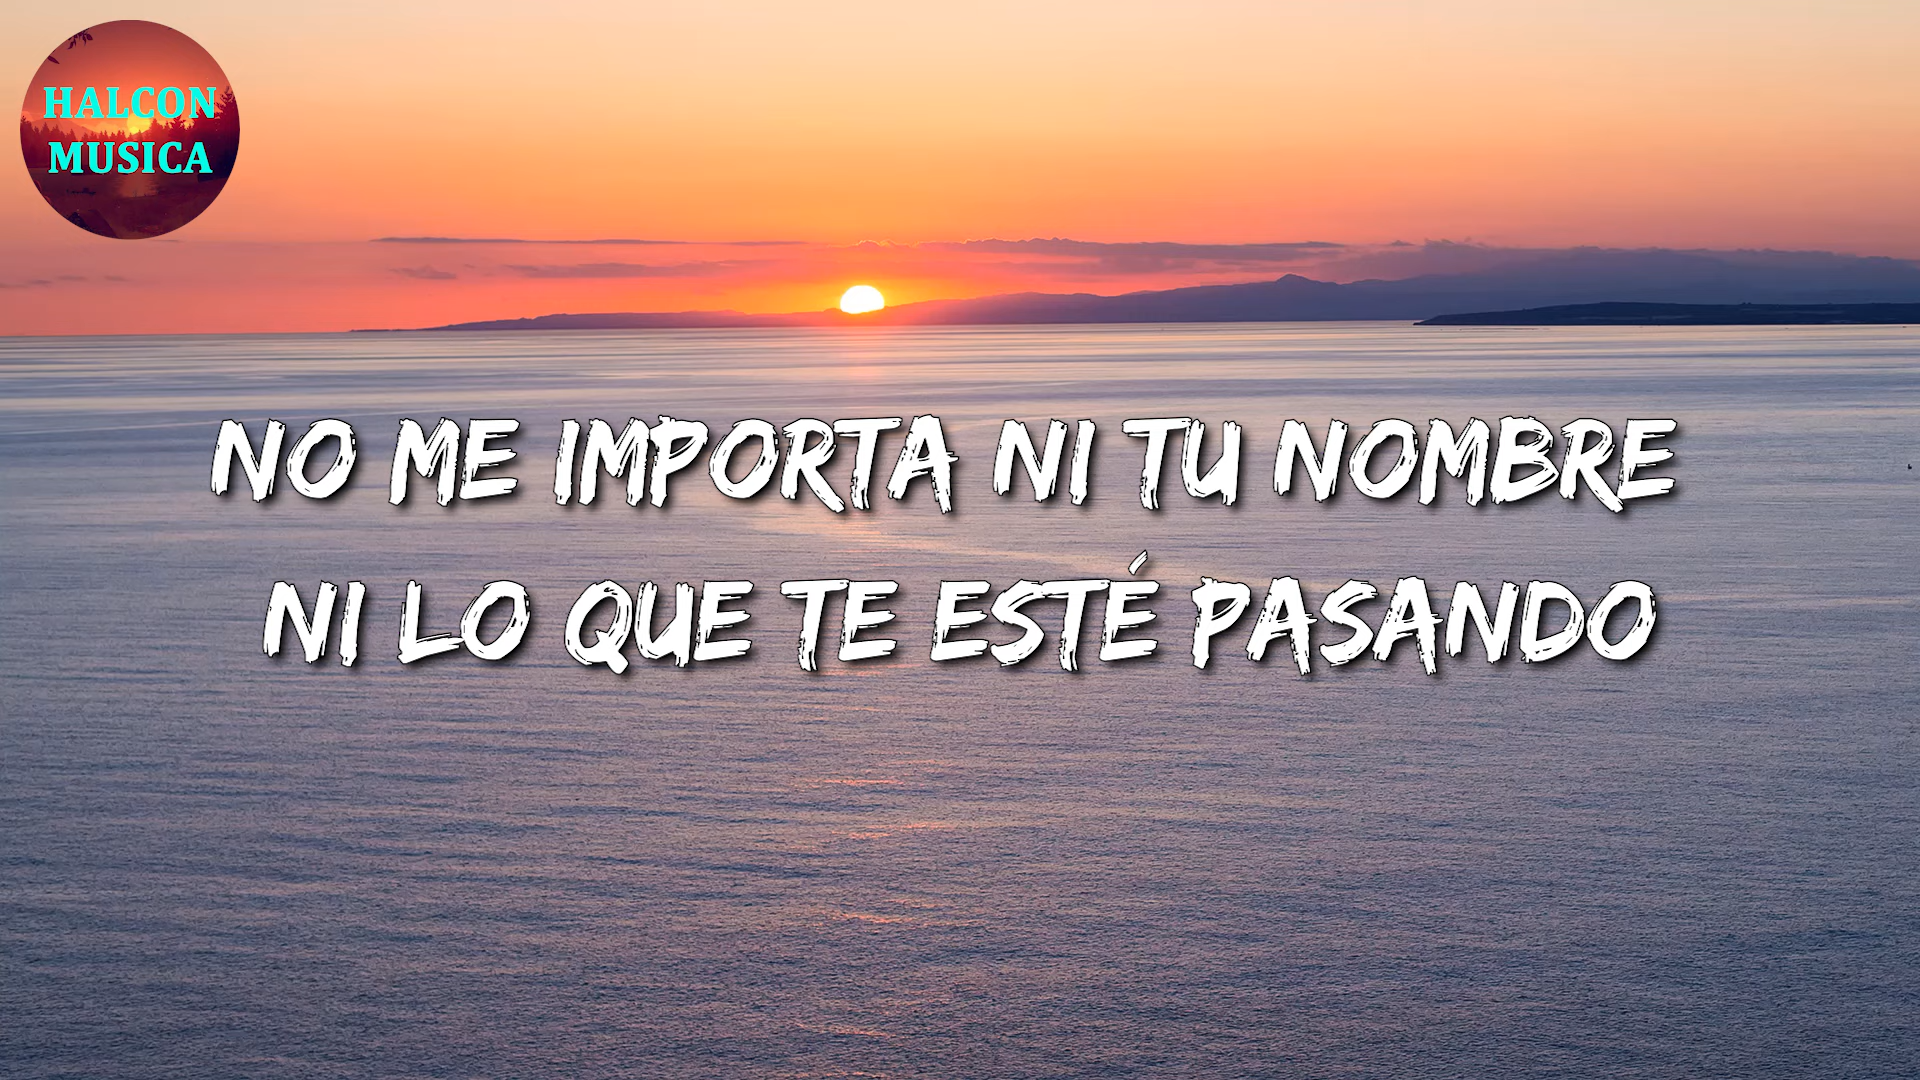 HALCON
MUSICA
NO ME IMPORTA NI TU NOMBRE
NI LO QUE TE ESTÉ PASANDO